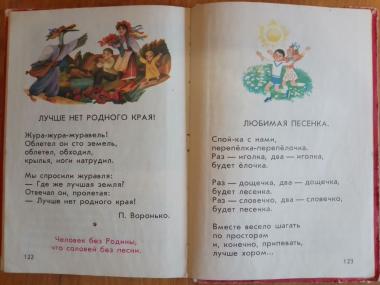 ЛУЧШЕ НЕТ РОДНОГО КРАЯ!
Жура-жура-журавель!
Облетел он сто земель,
облетел, обходил,
крылья, ноги натрудил.
Мы спросили журавля:
— Где же лучшая земля?
Отвечал он, пролетая:
— Лучше нет родного края!
П. Воронько.
*
Человек без Родины,
что соловей без песни.
122
ЛЮБИМАЯ ПЕСЕНКА.
Спой-ка с нами,
перепёлка-перепёлочка.
Раз — иголка, два — иголка,
будет ёлочка.
Раз — дощечка, два — дощечка,
будет лесенка.
Раз — словечко, два — словечко,
будет песенка.
Вместе весело шагать
по просторам
и, конечно, припевать,
лучше хором...
123